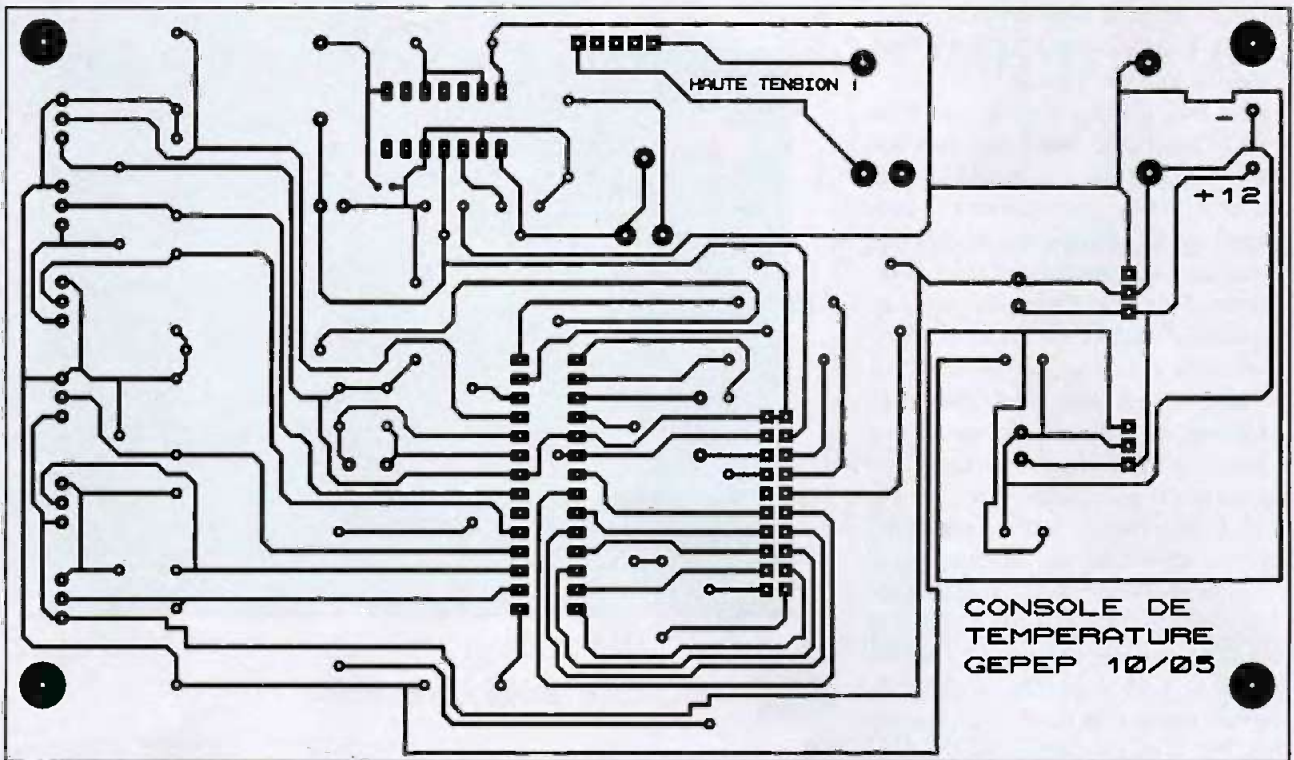 HAUTE TENSION !
-
+12
CONSOLE DE
TEMPERATURE
GEPEP 10/05